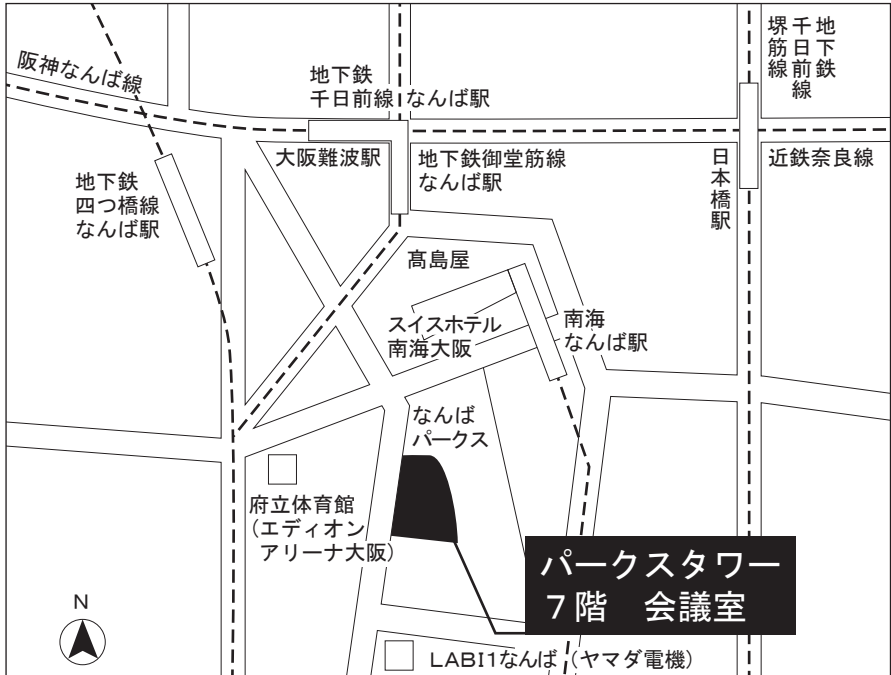 阪神なんば線
地下鉄
千日前線 なんば駅
堺筋線
千日前線
地下鉄
大阪難波駅
地下鉄御堂筋線
なんば駅
日本橋駅
近鉄奈良線
地下鉄
四つ橋線
なんば駅
髙島屋
スイスホテル
南海大阪
南海
なんば駅
なんば
パークス
府立体育館
(エディオン
アリーナ大阪)
パークスタワー
7階 会議室
N
LABI1なんば (ヤマダ電機)